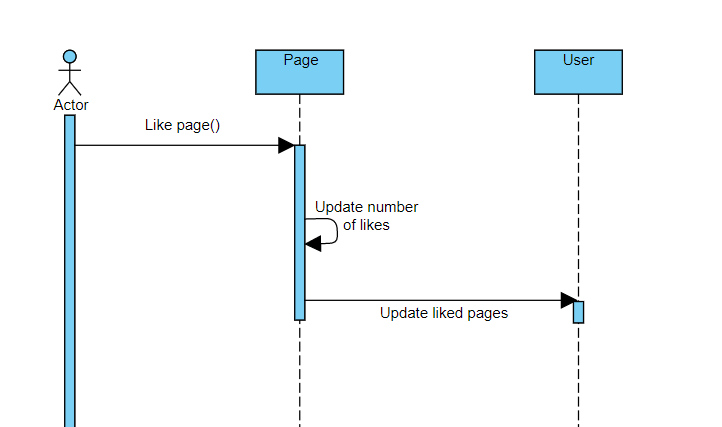 Page
User
Actor
Like page()
Update number
of likes
Update liked pages